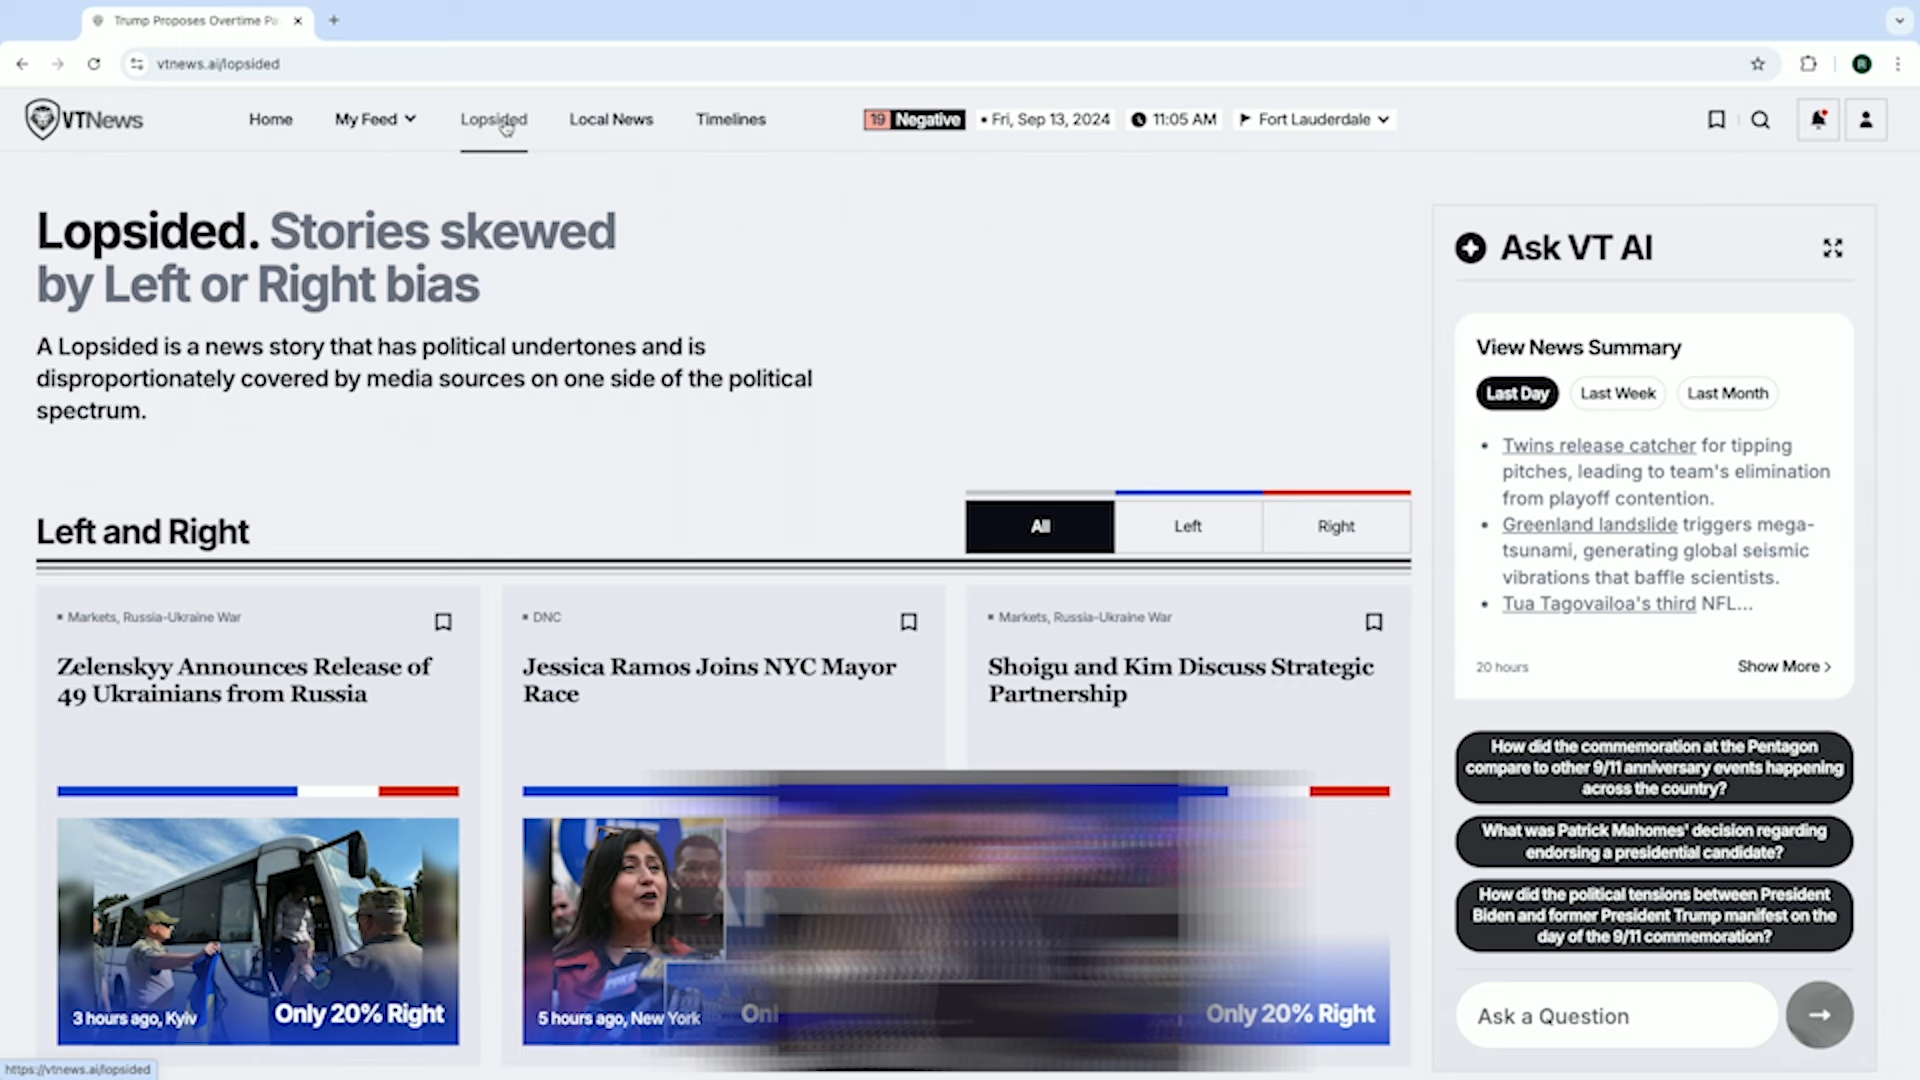 Trump Proposes Overtime Pa
vtnews.ai/lopsided
VTNews
Home
My Feed
Lopsided
Local News
Timelines
19 Negative
Fri, Sep 13, 2024
11:05 AM
Fort Lauderdale
Lopsided. Stories skewed
by Left or Right bias
A Lopsided is a news story that has political undertones and is
disproportionately covered by media sources on one side of the political
spectrum.
Left and Right
All
Left
Right
Markets, Russia-Ukraine War
Zelenskyy Announces Release of
49 Ukrainians from Russia
3 hours ago, Kyiv
Only 20% Right
DNC
Jessica Ramos Joins NYC Mayor
Race
5 hours ago, New York
Onl
Markets, Russia-Ukraine War
Shoigu and Kim Discuss Strategic
Partnership
Only 20% Right
Ask VT AI
View News Summary
Last Day
Last Week
Last Month
Twins release catcher for tipping
pitches, leading to team's elimination
from playoff contention.
Greenland landslide triggers mega-
tsunami, generating global seismic
vibrations that baffle scientists.
Tua Tagovailoa's third NFL...
20 hours
Show More >
How did the commemoration at the Pentagon
compare to other 9/11 anniversary events happening
across the country?
What was Patrick Mahomes' decision regarding
endorsing a presidential candidate?
How did the political tensions between President
Biden and former President Trump manifest on the
day of the 9/11 commemoration?
Ask a Question
https://vtnews.ai/lopsided